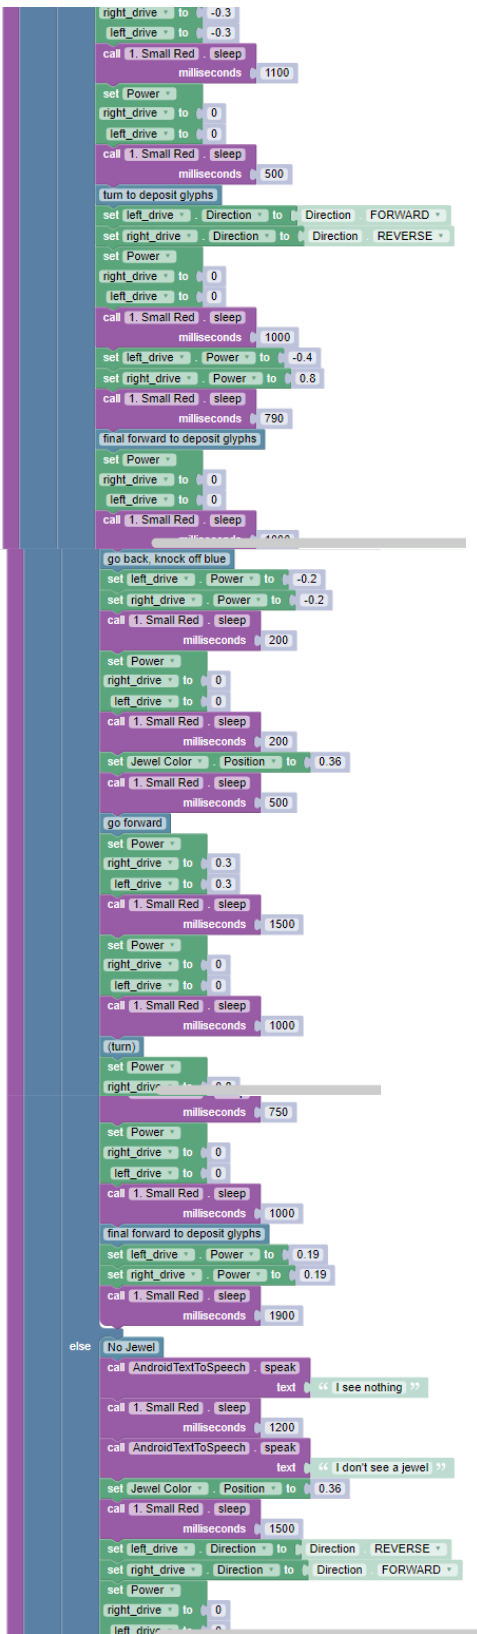 right_drive to -0.3
left_drive to -0.3
call 1. Small Red . sleep
milliseconds 1100
set Power
right_drive to 0
left_drive to 0
call 1. Small Red . sleep
milliseconds 500
turn to deposit glyphs
set left_drive . Direction to Direction . FORWARD
set right_drive . Direction to Direction . REVERSE
set Power
right_drive to 0
left_drive to 0
call 1. Small Red . sleep
milliseconds 1000
set left_drive . Power to -0.4
set right_drive . Power to 0.8
call 1. Small Red . sleep
milliseconds 790
final forward to deposit glyphs
set Power
right_drive to 0
left_drive to 0
call 1. Small Red . sleep
go back, knock off blue
set left_drive . Power to -0.2
set right_drive . Power to -0.2
call 1. Small Red . sleep
milliseconds 200
set Power
right_drive to 0
left_drive to 0
call 1. Small Red . sleep
milliseconds 200
set Jewel Color . Position to 0.36
call 1. Small Red . sleep
milliseconds 500
go forward
set Power
right_drive to 0.3
left_drive to 0.3
call 1. Small Red . sleep
milliseconds 1500
set Power
right_drive to 0
left_drive to 0
call 1. Small Red . sleep
milliseconds 1000
(turn)
set Power
right_drive to
milliseconds 750
set Power
right_drive to 0
left_drive to 0
call 1. Small Red . sleep
milliseconds 1000
final forward to deposit glyphs
set left_drive . Power to 0.19
set right_drive . Power to 0.19
call 1. Small Red . sleep
milliseconds 1900
else No Jewel
call AndroidTextToSpeech . speak
text “ I see nothing ”
call 1. Small Red . sleep
milliseconds 1200
call AndroidTextToSpeech . speak
text “ I don't see a jewel ”
set Jewel Color . Position to 0.36
call 1. Small Red . sleep
milliseconds 1500
set left_drive . Direction to Direction . REVERSE
set right_drive . Direction to Direction . FORWARD
set Power
right_drive to 0
left_drive to